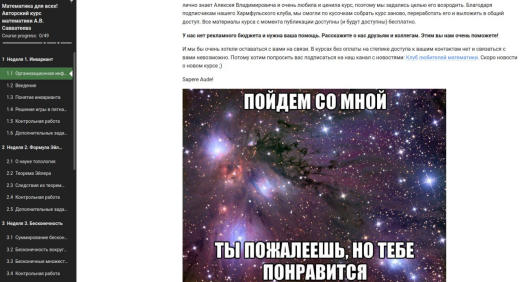 Математика для всех!
Авторский курс
математика А.В.
Савватеева
Course progress: 0/49
1 Неделя 1. Инвариант
1.1 Организационная инф...
1.2 Введение
1.3 Понятие инварианта
1.4 Решение игры в пятна...
1.5 Контрольная работа
1.6 Дополнительные зада...
2 Неделя 2. Формула Эйл...
2.1 О науке топология
2.2 Теорема Эйлера
2.3 Следствия из теорем...
2.4 Контрольная работа
2.5 Дополнительные зада...
3 Неделя 3. Бесконечность
3.1 Суммирование бескон...
3.2 Бесконечность вокруг...
3.3 Бесконечные множест...
3.4 Контрольная работа
лично знает Алексея Владимировича и очень любила и ценила курс, поэтому мы задались целью его возродить. Благодаря
подписчикам нашего Хармфульского клуба, мы смогли по кусочкам собрать курс заново, переработать его и выложить в общий
доступ. Все материалы курса с момента публикации доступны (и будут доступны) бесплатно.
У нас нет рекламного бюджета и нужна ваша помощь. Расскажите о нас друзьям и коллегам. Этим вы нам очень поможете!
И мы бы очень хотели оставаться с вами на связи. В курсах без оплаты на степике доступа к вашим контактам нет и связаться с
вами невозможно. Потому хотим попросить вас подписаться на наш канал с новостями: Клуб любителей математики. Скоро новости
о новом курсе ;)
Sapere Aude!
ПОЙДЕМ СО МНОЙ
ТЫ ПОЖАЛЕЕШЬ, НО ТЕБЕ
ПОНРАВИТСЯ